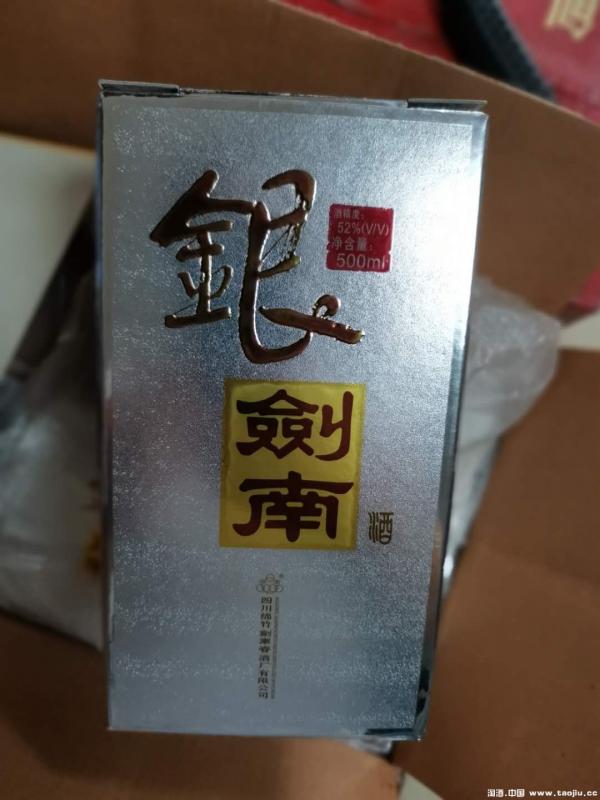 銀
酒精度:
52%(V/V)
净含量:
500ml
劍
南
酒
四川绵竹剑南春酒厂有限公司
淘酒.中国 www.taojiu.cc